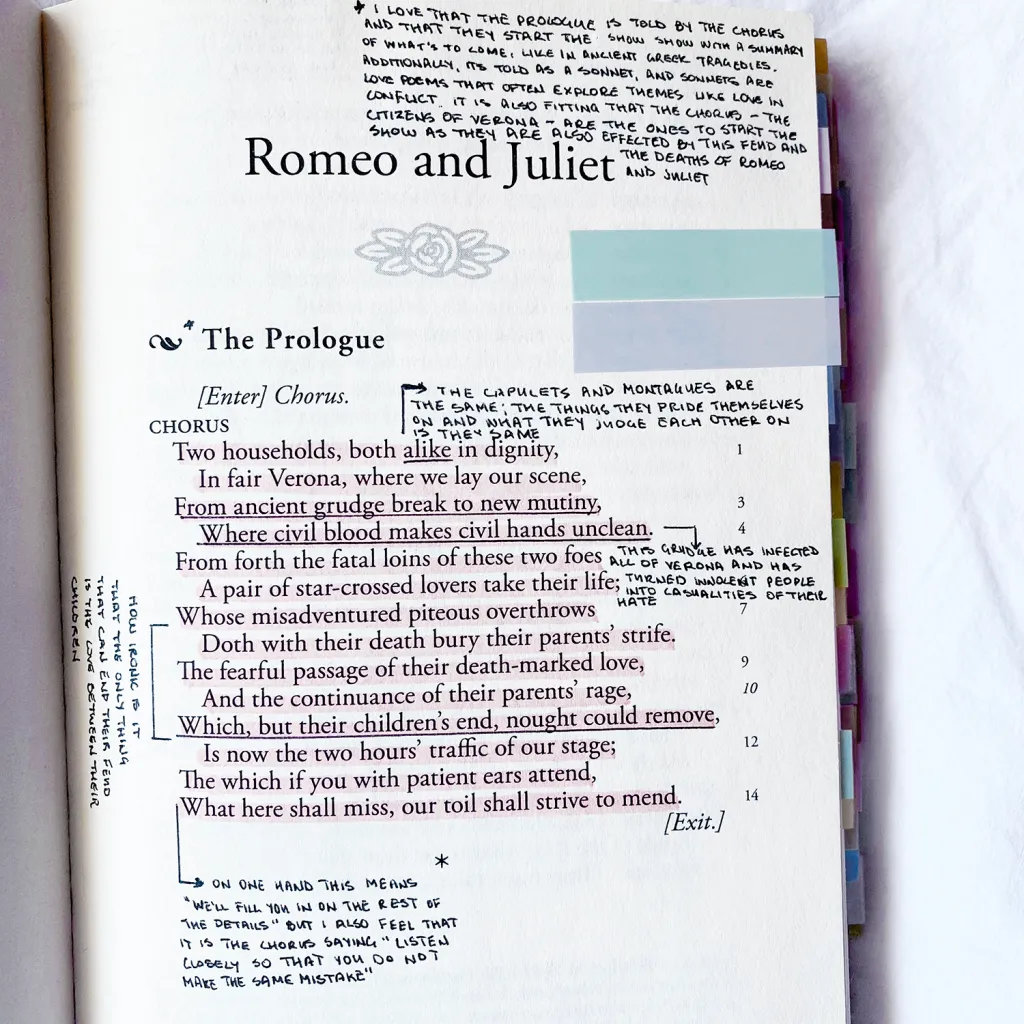 * I LOVE THAT THE PROLOGUE IS TOLD BY THE CHORUS
AND THAT THEY START THE SHOW SHOW WITH A SUMMARY
OF WHAT'S TO COME, LIKE IN ANCIENT GREEK TRAGEDIES.
ADDITIONALLY, ITS TOLD AS A SONNET, AND SONNETS ARE
LOVE POEMS THAT OFTEN EXPLORE THEMES LIKE LOVE IN
CONFLICT. IT IS ALSO FITTING THAT THE CHORUS - THE
CITIZENS OF VERONA - ARE THE ONES TO START THE
SHOW AS THEY ARE ALSO EFFECTED BY THIS FEUD AND
THE DEATHS OF ROMEO
AND JULIET
Romeo and Juliet
* The Prologue
[Enter] Chorus.
→ THE CAPULETS AND MONTAGUES ARE
THE SAME; THE THINGS THEY PRIDE THEMSELVES
ON AND WHAT THEY JUDGE EACH OTHER ON
IS THEY SAME
CHORUS
Two households, both alike in dignity, 1
In fair Verona, where we lay our scene,
From ancient grudge break to new mutiny, 3
Where civil blood makes civil hands unclean. 4
THIS GRUDGE HAS INFECTED
ALL OF VERONA AND HAS
TURNED INNOCENT PEOPLE
INTO CASUALITIES OF THEIR
HATE
From forth the fatal loins of these two foes
A pair of star-crossed lovers take their life;
Whose misadventured piteous overthrows 7
Doth with their death bury their parents' strife.
The fearful passage of their death-marked love, 9
And the continuance of their parents' rage, 10
Which, but their children's end, nought could remove,
Is now the two hours' traffic of our stage; 12
The which if you with patient ears attend,
What here shall miss, our toil shall strive to mend. 14
[Exit.]
HOW IRONIC IS IT
THAT THE ONLY THING
THAT CAN END THEIR FEUD
IS THE LOVE BETWEEN THEIR
CHILDREN
*
→ ON ONE HAND THIS MEANS
"WE'LL FILL YOU IN ON THE REST OF
THE DETAILS" BUT I ALSO FEEL THAT
IT IS THE CHORUS SAYING "LISTEN
CLOSELY SO THAT YOU DO NOT
MAKE THE SAME MISTAKE"